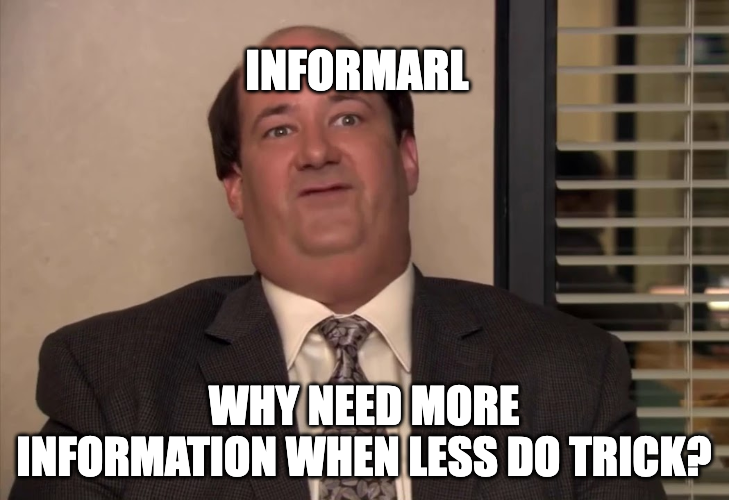 INFORMARL
WHY NEED MORE
INFORMATION WHEN LESS DO TRICK?